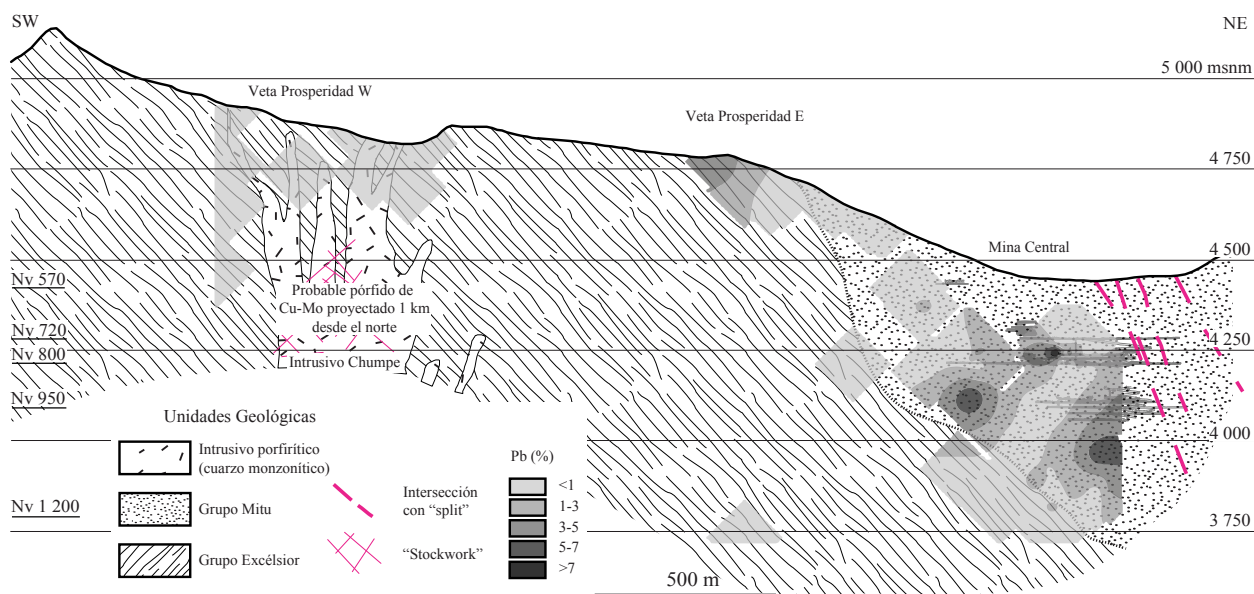 SW
NE
5 000 msnm
Veta Prosperidad W
Veta Prosperidad E
4 750
Mina Central
4 500
Nv 570
Probable pórfido de
Cu-Mo proyectado 1 km
desde el norte
Nv 720
Nv 800
4 250
Intrusivo Chumpe
Nv 950
Unidades Geológicas
4 000
Intrusivo porfirítico
(cuarzo monzonítico)
Grupo Mitu
Grupo Excélsior
Intersección
con “split”
“Stockwork”
Pb (%)
<1
1-3
3-5
5-7
>7
Nv 1 200
3 750
500 m